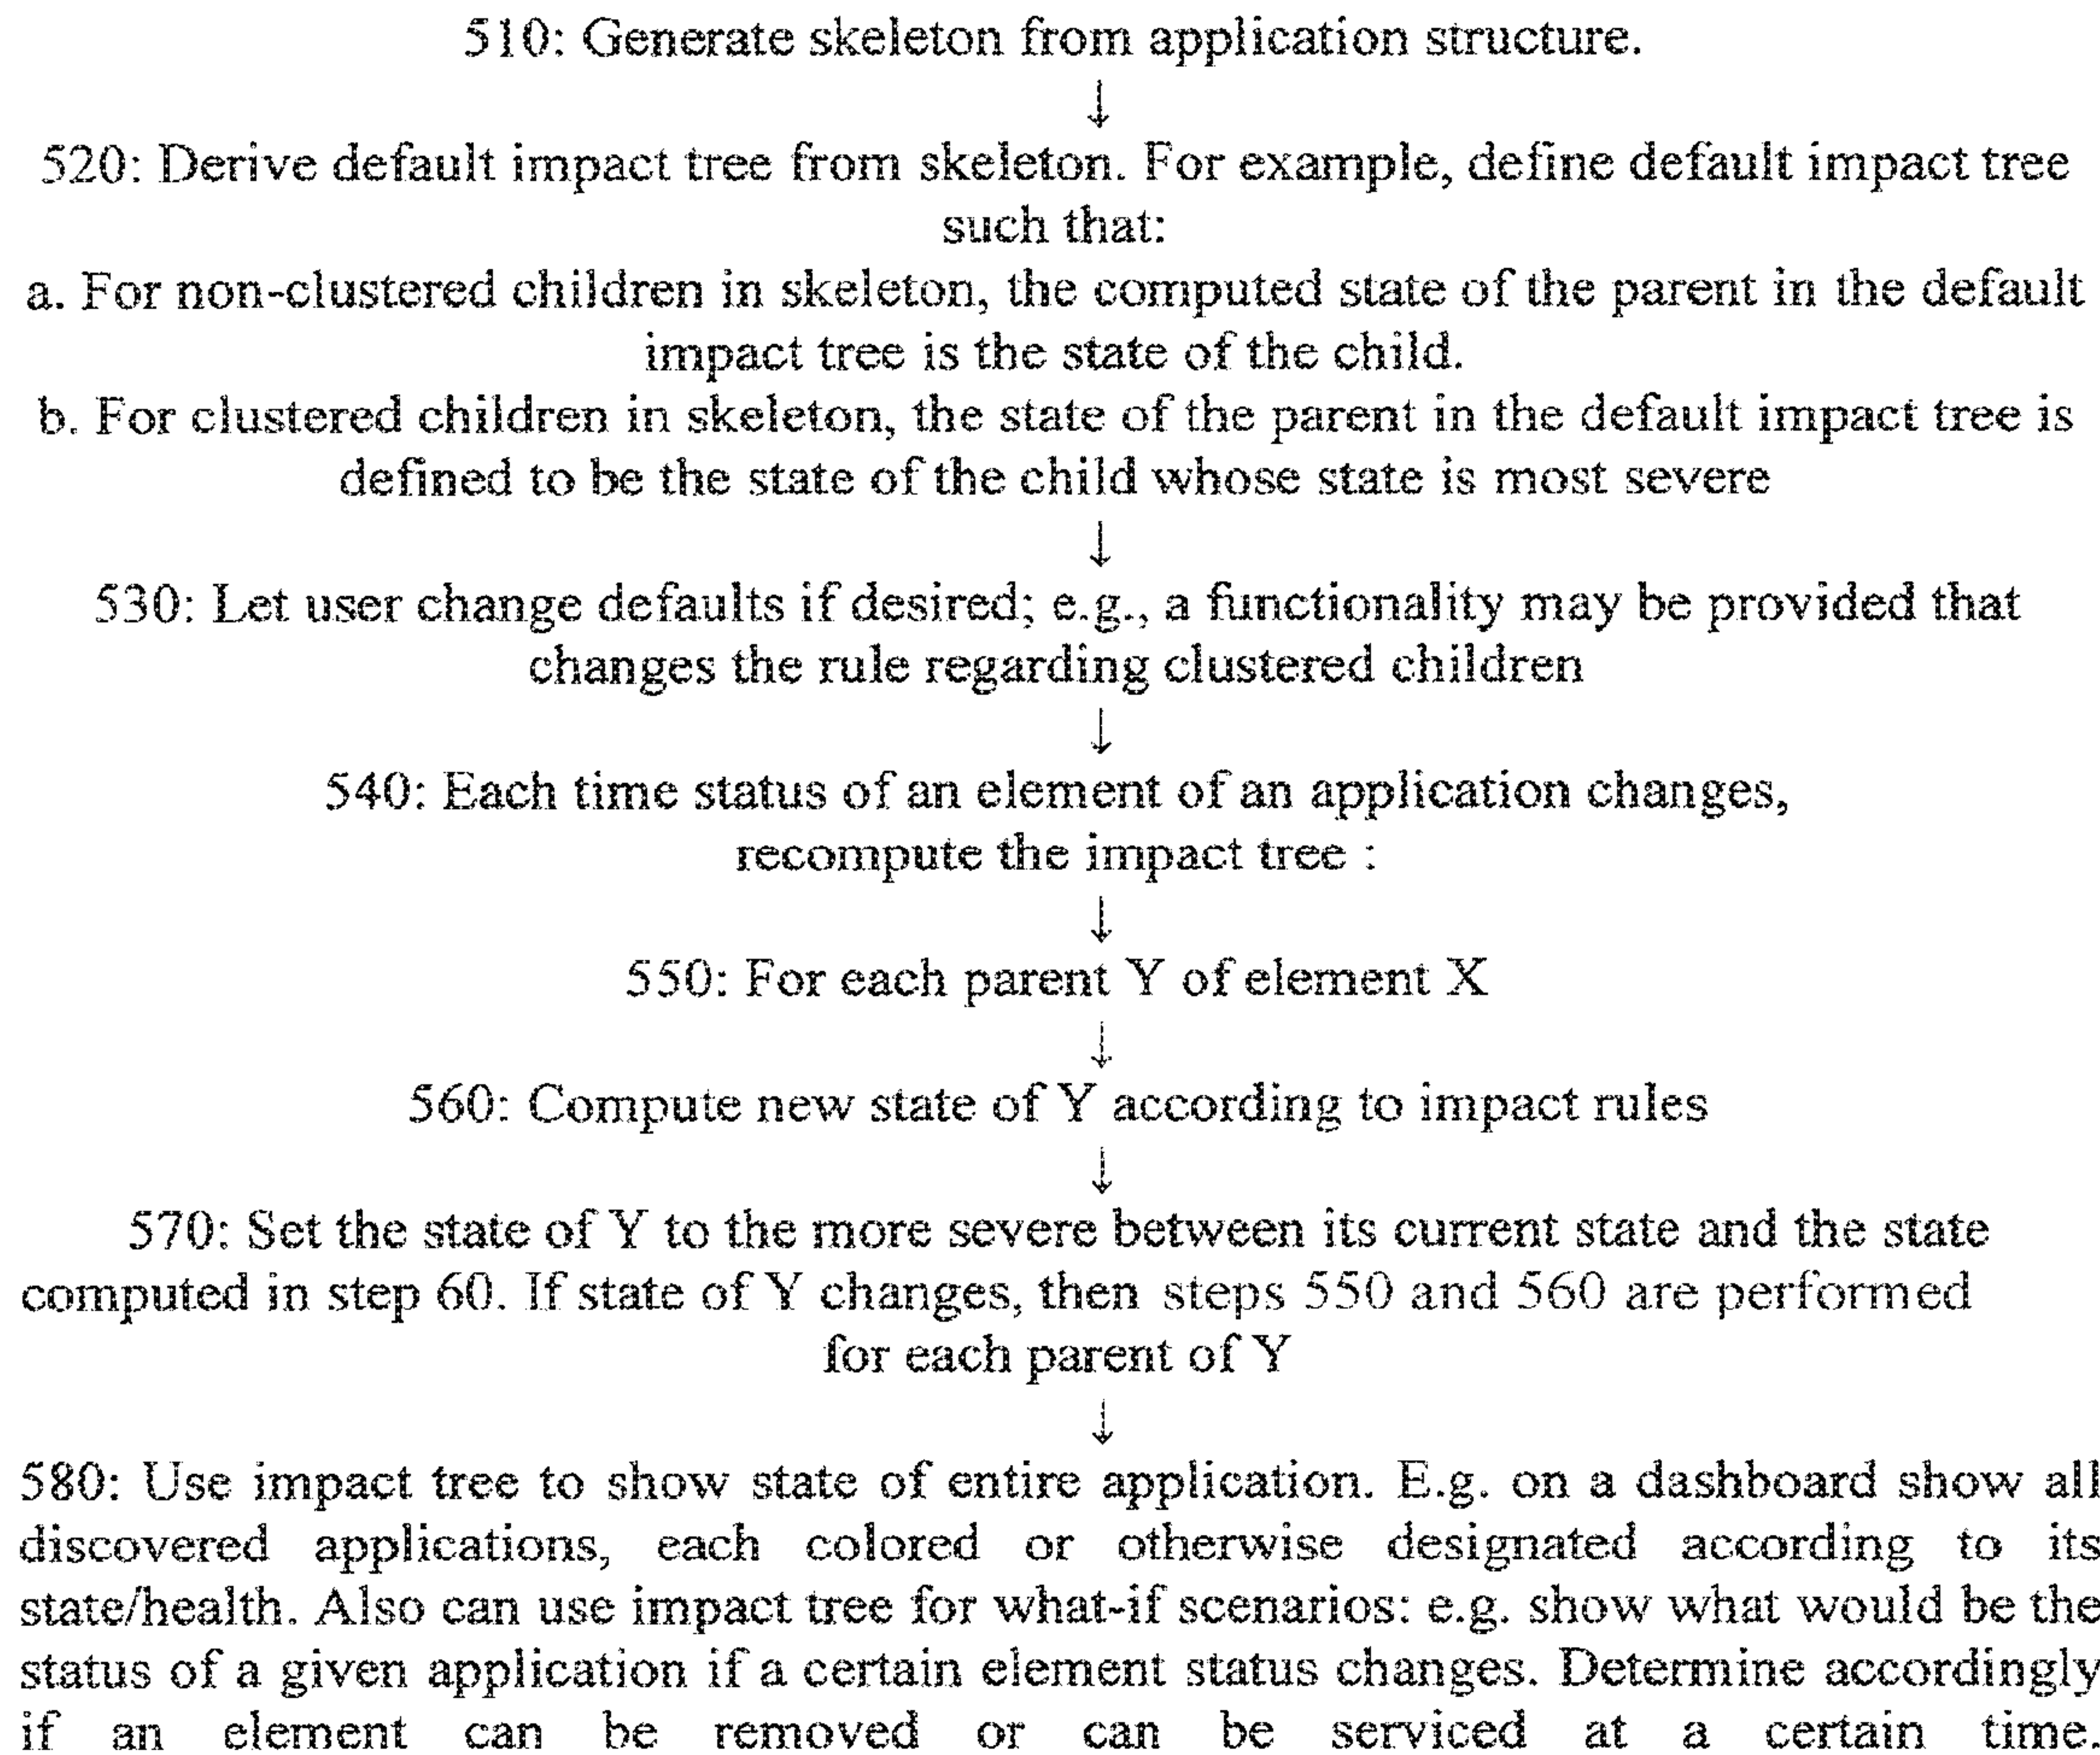 510: Generate skeleton from application structure.
↓
520: Derive default impact tree from skeleton. For example, define default impact tree
such that:
a. For non-clustered children in skeleton, the computed state of the parent in the default
impact tree is the state of the child.
b. For clustered children in skeleton, the state of the parent in the default impact tree is
defined to be the state of the child whose state is most severe
↓
530: Let user change defaults if desired; e.g., a functionality may be provided that
changes the rule regarding clustered children
↓
540: Each time status of an element of an application changes,
recompute the impact tree :
↓
550: For each parent Y of element X
↓
560: Compute new state of Y according to impact rules
↓
570: Set the state of Y to the more severe between its current state and the state
computed in step 60. If state of Y changes, then steps 550 and 560 are performed
for each parent of Y
↓
580: Use impact tree to show state of entire application. E.g. on a dashboard show all
discovered applications, each colored or otherwise designated according to its
state/health. Also can use impact tree for what-if scenarios: e.g. show what would be the
status of a given application if a certain element status changes. Determine accordingly
if an element can be removed or can be serviced at a certain time.